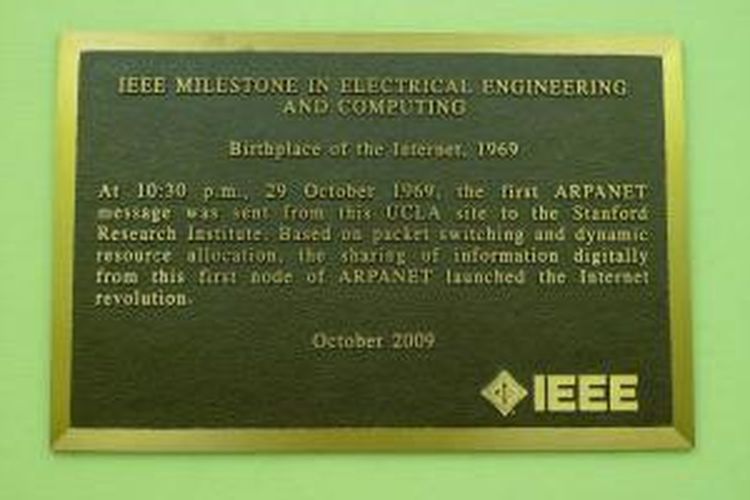 IEEE MILESTONE IN ELECTRICAL ENGINEERING
AND COMPUTING
Birthplace of the Internet, 1969
At 10:30 p.m., 29 October 1969, the first ARPANET
message was sent from this UCLA site to the Stanford
Research Institute. Based on packet switching and dynamic
resource allocation, the sharing of information digitally
from this first node of ARPANET launched the Internet
revolution.
October 2009
IEEE